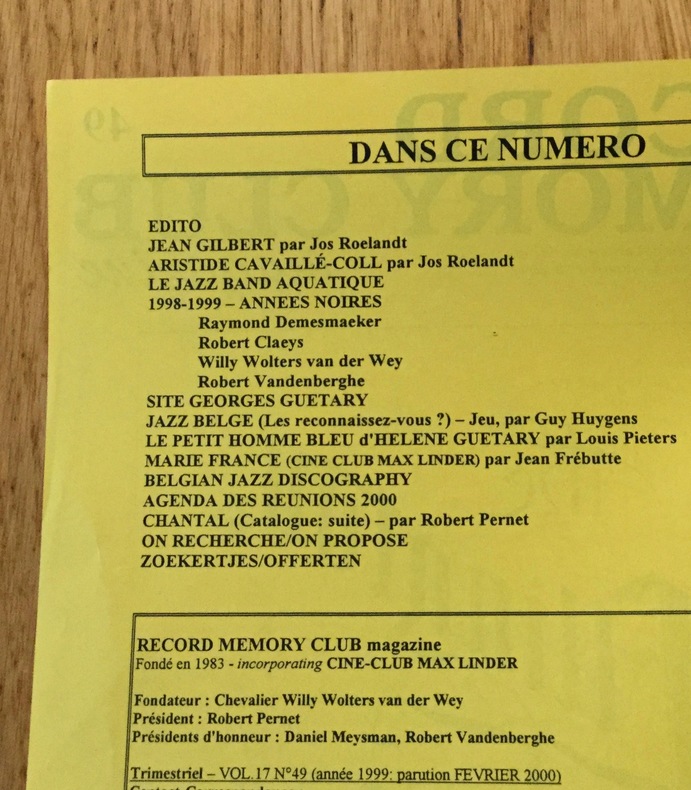 DANS CE NUMERO
EDITO
JEAN GILBERT par Jos Roelandt
ARISTIDE CAVAILLÉ-COLL par Jos Roelandt
LE JAZZ BAND AQUATIQUE
1998-1999 – ANNEES NOIRES
Raymond Demesmaeker
Robert Claeys
Willy Wolters van der Wey
Robert Vandenberghe
SITE GEORGES GUETARY
JAZZ BELGE (Les reconnaissez-vous ?) – Jeu, par Guy Huygens
LE PETIT HOMME BLEU d'HELENE GUETARY par Louis Pieters
MARIE FRANCE (CINE CLUB MAX LINDER) par Jean Frébutte
BELGIAN JAZZ DISCOGRAPHY
AGENDA DES REUNIONS 2000
CHANTAL (Catalogue: suite) – par Robert Pernet
ON RECHERCHE/ON PROPOSE
ZOEKERTJES/OFFERTEN
RECORD MEMORY CLUB magazine
Fondé en 1983 - incorporating CINE-CLUB MAX LINDER
Fondateur : Chevalier Willy Wolters van der Wey
Président : Robert Pernet
Présidents d'honneur : Daniel Meysman, Robert Vandenberghe
Trimestriel – VOL.17 N°49 (année 1999: parution FEVRIER 2000)